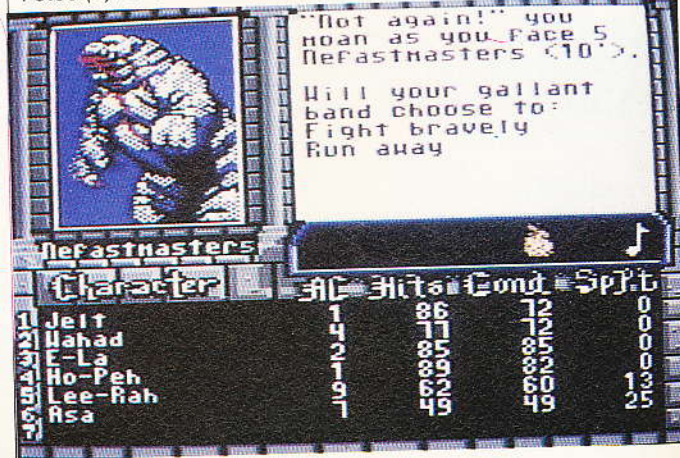 "Not again!" you
moan as you face 5
Nefastmasters <10'>.
Will your gallant
band choose to:
Fight bravely
Run away
Nefastmasters
Character AC Hits Cond SpPt
1 Jelt 1 86 72 0
2 Wahad 4 77 72 0
3 E-La 2 85 85 0
4 Ho-Peh 1 89 82 0
5 Lee-Rah 9 62 60 13
6 Asa 7 49 49 25
7